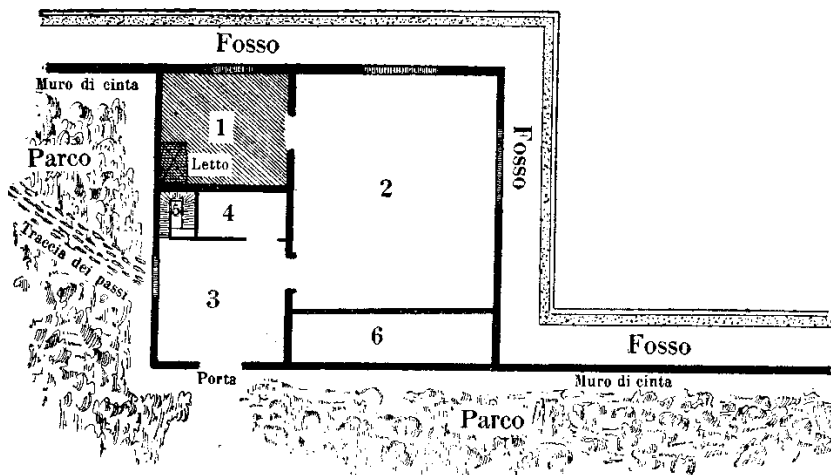 Fosso
Muro di cinta
1
Parco
Letto
Fosso
2
5
4
Traccia dei passi
3
6
Fosso
Porta
Muro di cinta
Parco